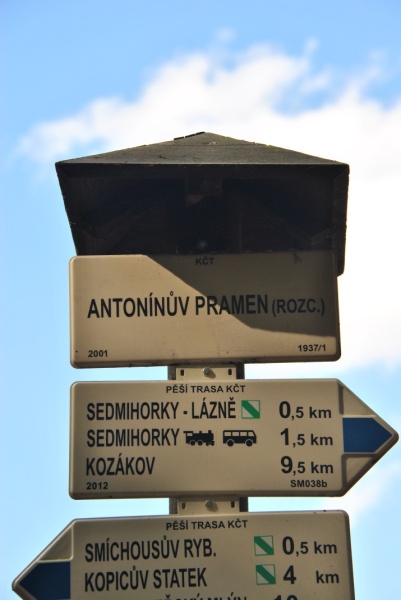 KČT
ANTONÍNŮV PRAMEN (ROZC.)
2001 1937/1
PĚŠÍ TRASA KČT
SEDMIHORKY - LÁZNĚ 0,5 km
SEDMIHORKY 1,5 km
KOZÁKOV 9,5 km
2012 SM038b
PĚŠÍ TRASA KČT
SMÍCHOUSŮV RYB. 0,5 km
KOPICŮV STATEK 4 km